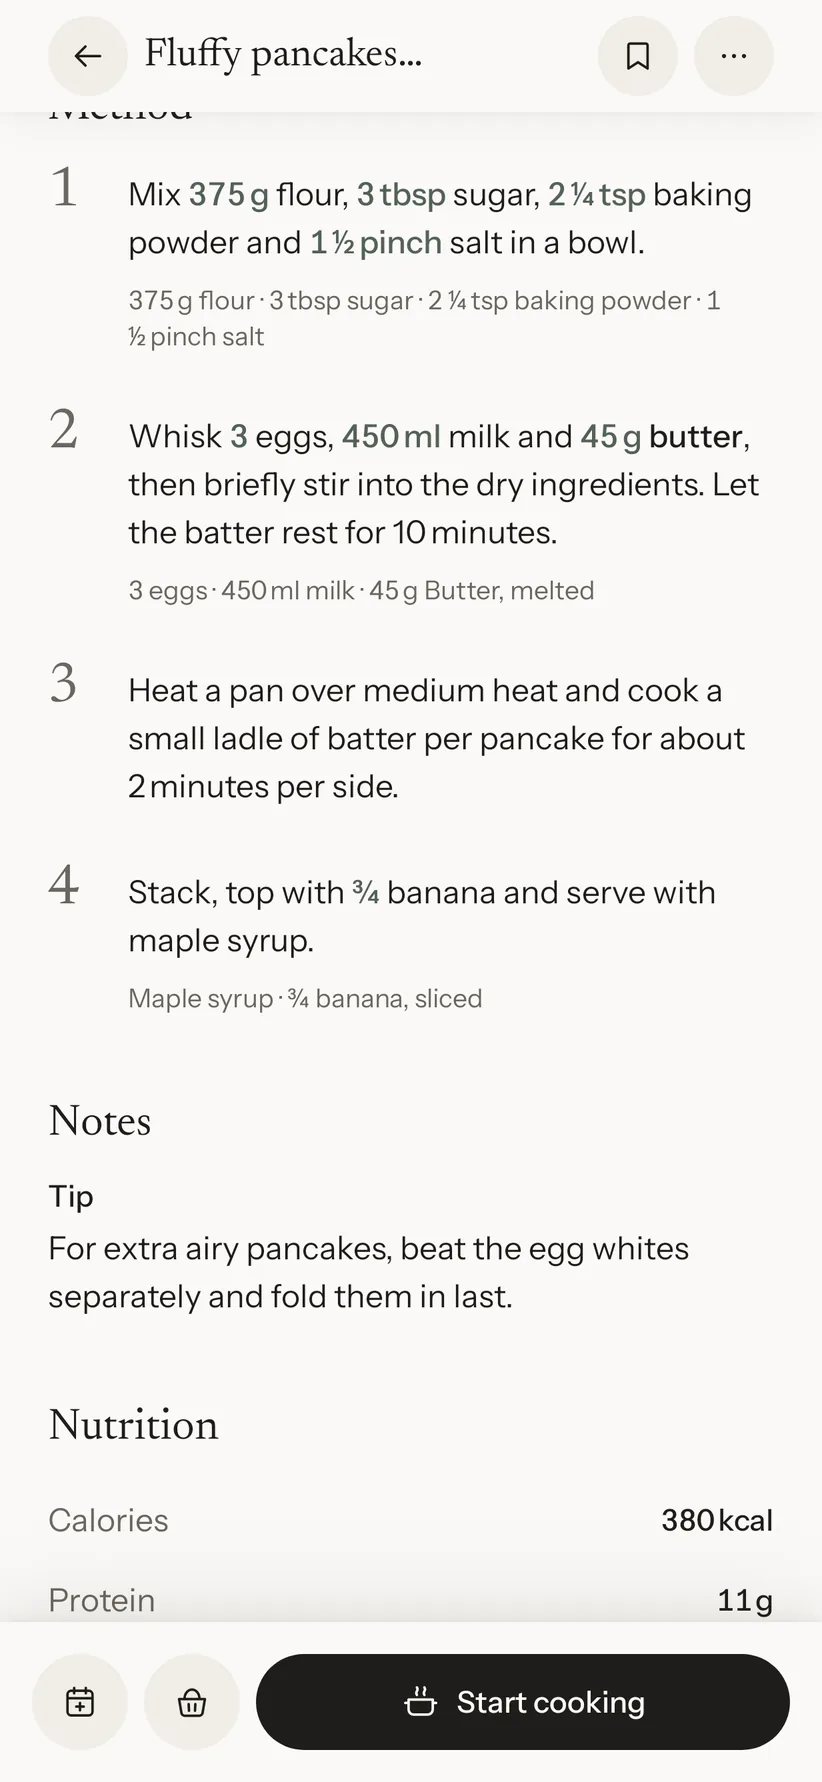 Fluffy pancakes...
Method
1
Mix 375 g flour, 3 tbsp sugar, 2 ¼ tsp baking
powder and 1 ½ pinch salt in a bowl.
375 g flour · 3 tbsp sugar · 2 ¼ tsp baking powder · 1
½ pinch salt
2
Whisk 3 eggs, 450 ml milk and 45 g butter,
then briefly stir into the dry ingredients. Let
the batter rest for 10 minutes.
3 eggs · 450 ml milk · 45 g Butter, melted
3
Heat a pan over medium heat and cook a
small ladle of batter per pancake for about
2 minutes per side.
4
Stack, top with ¾ banana and serve with
maple syrup.
Maple syrup · ¾ banana, sliced
Notes
Tip
For extra airy pancakes, beat the egg whites
separately and fold them in last.
Nutrition
Calories 380 kcal
Protein 11 g
Start cooking